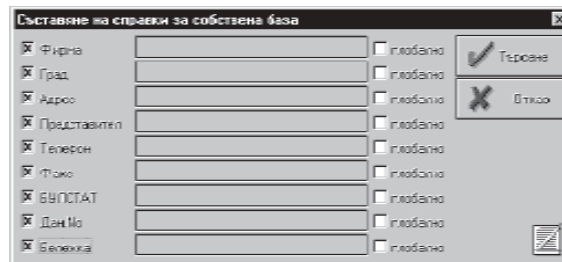 Съставяне на справки за собствена база
Фирма глобално Търсене
Град глобално
Адрес глобално Отказ
Представител глобално
Телефон глобално
Факс глобално
БУЛСТАТ глобално
Дан.No глобално
Бележка глобално